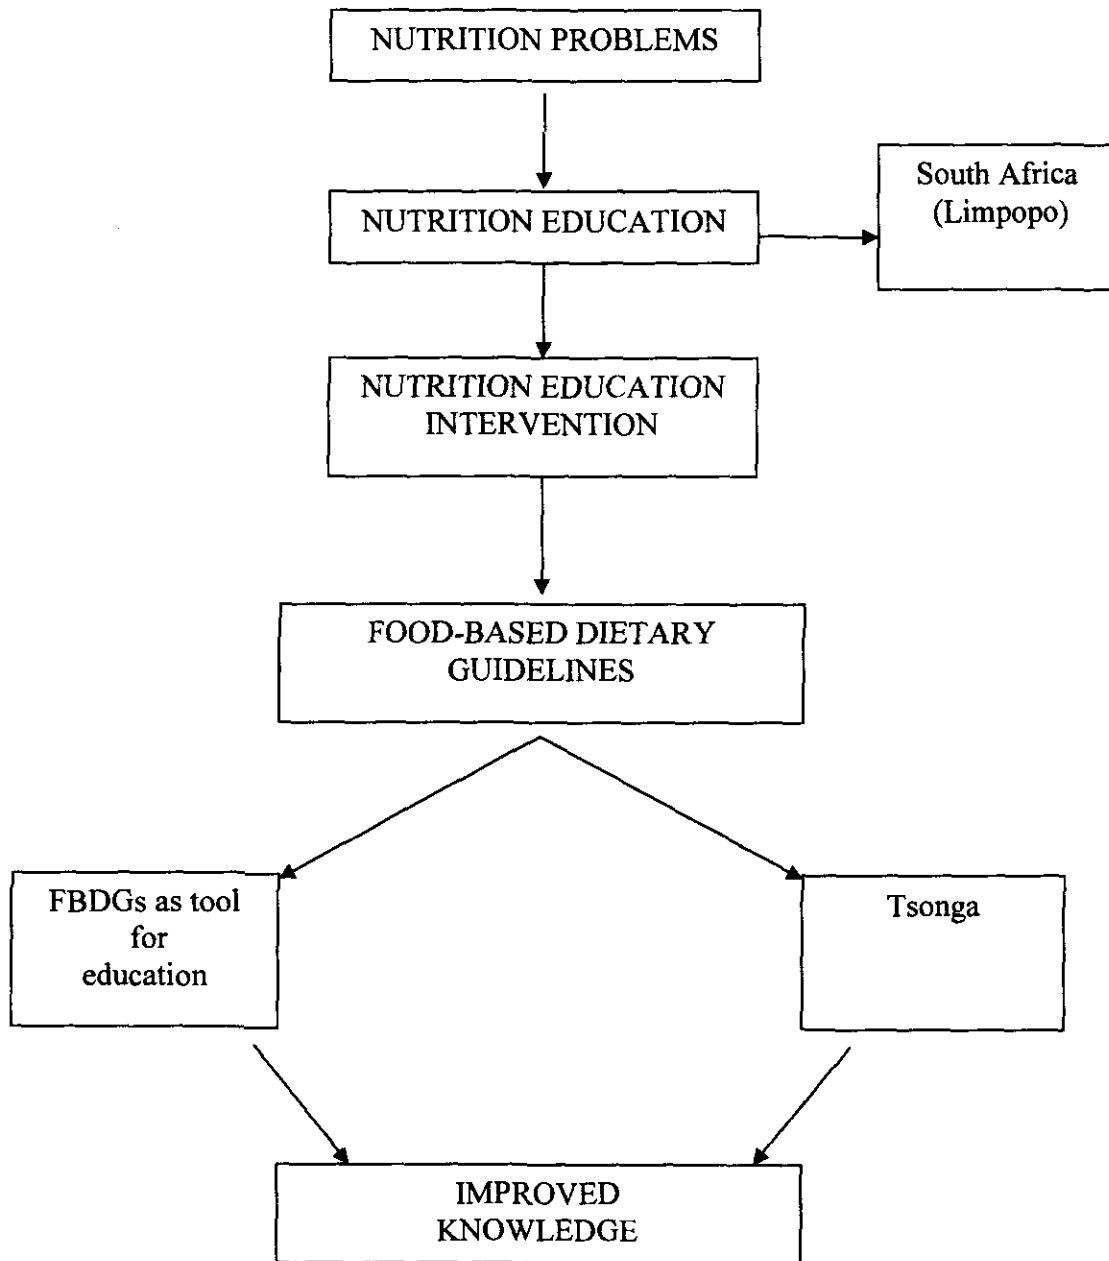 NUTRITION PROBLEMS
NUTRITION EDUCATION
South Africa
(Limpopo)
NUTRITION EDUCATION
INTERVENTION
FOOD-BASED DIETARY
GUIDELINES
FBDGs as tool
for
education
Tsonga
IMPROVED
KNOWLEDGE